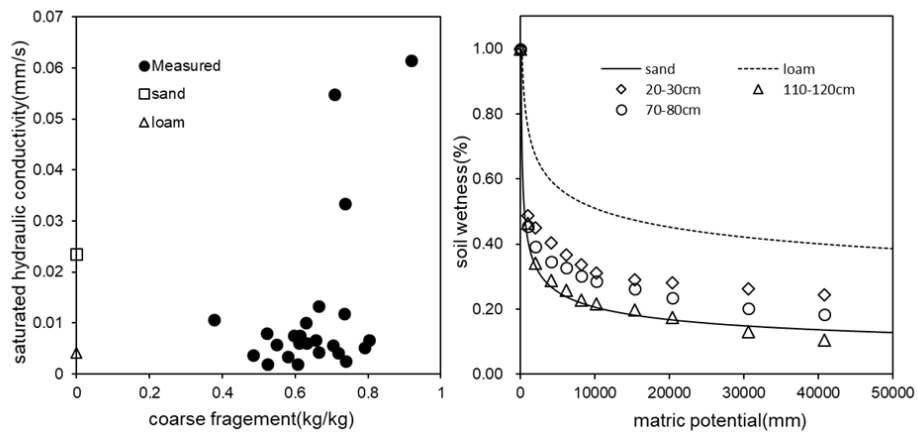 saturated hydraulic conductivity(mm/s)
0.07
0.06
0.05
0.04
0.03
0.02
0.01
0
Measured
sand
loam
0
0.2
0.4
0.6
0.8
1
coarse fragement(kg/kg)
soil wetness(%)
1.00
0.80
0.60
0.40
0.20
0.00
sand
loam
20-30cm
110-120cm
70-80cm
0
10000
20000
30000
40000
50000
matric potential(mm)